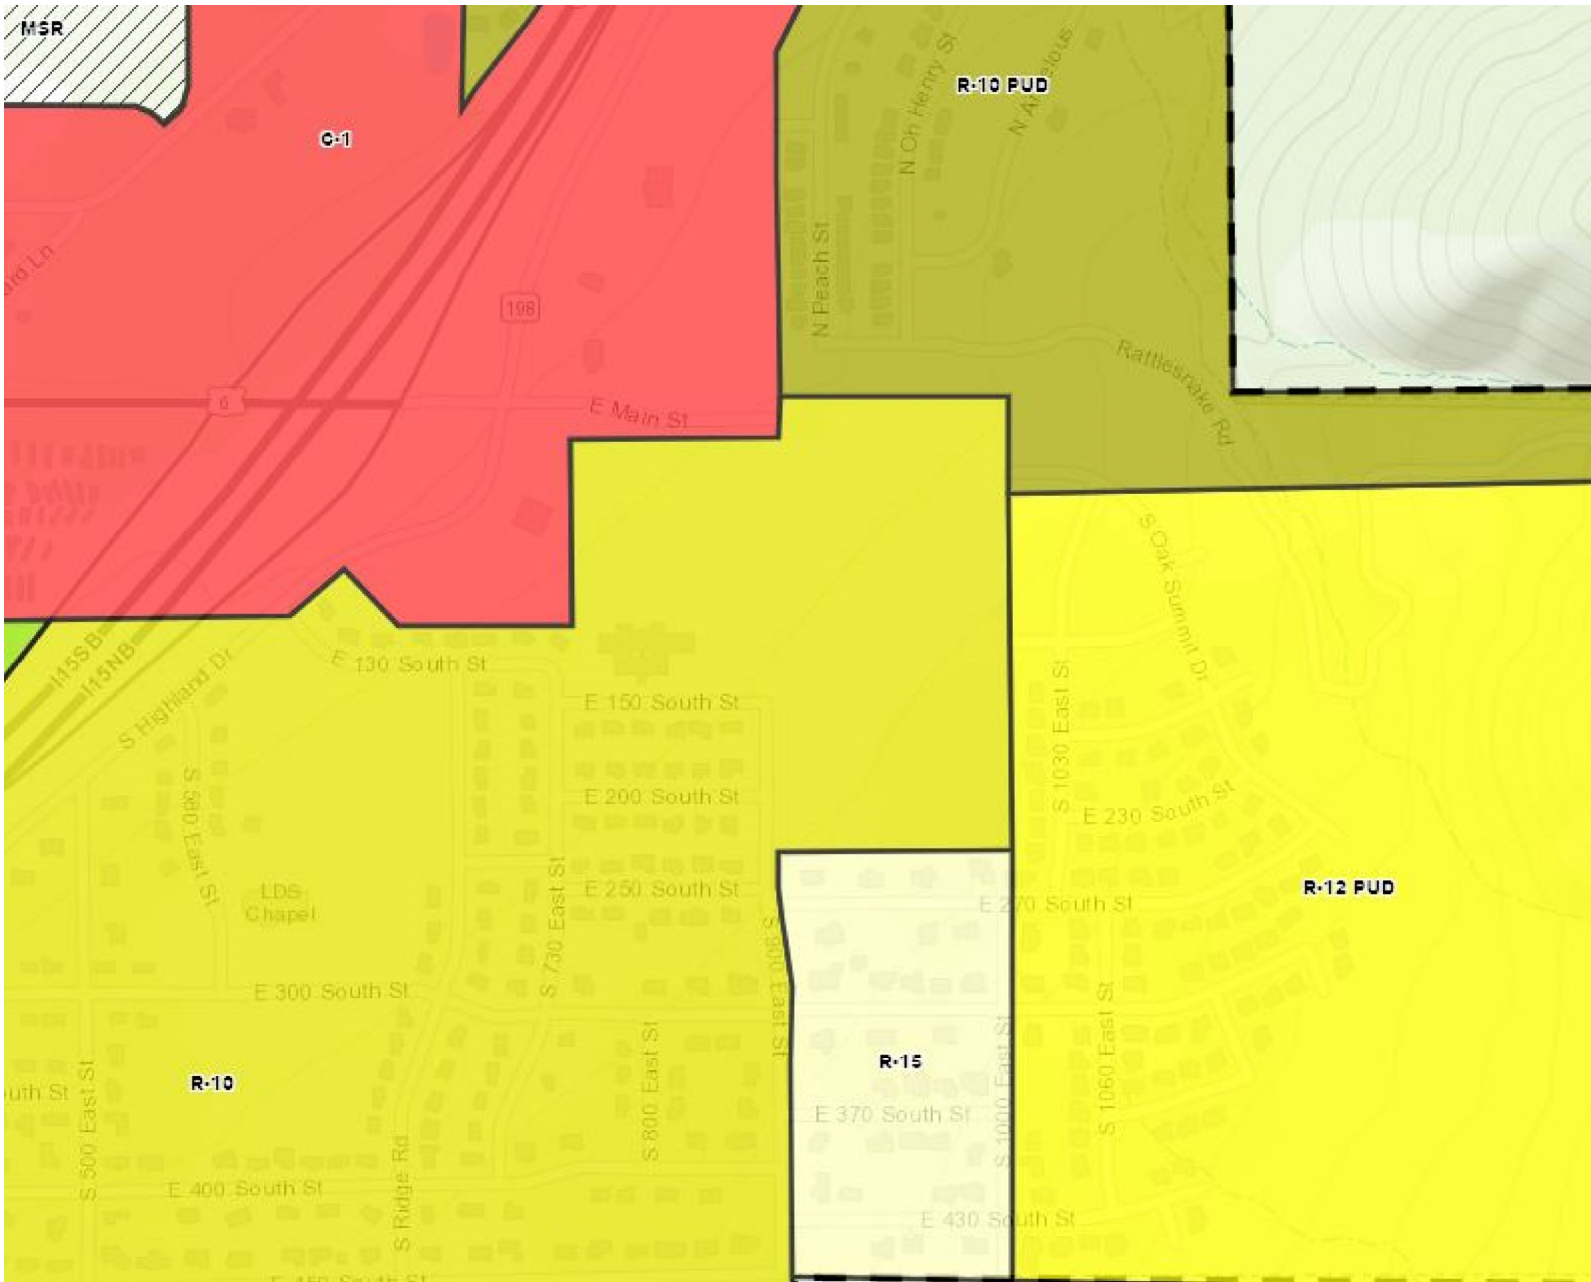 MSR
R-10 PUD
N Oh Henry St
C-1
N Peach St
198
Rattlesnake Rd
6
E Main St
S Oak Summit Dr
I15SB
I15NB
E 130 South St
S Highland Dr
E 150 South St
S 1030 East St
S 580 East St
E 200 South St
E 230 South St
LDS
Chapel
S 730 East St
E 250 South St
E 270 South St
R-12 PUD
S 900 East St
E 300 South St
R-10
S 800 East St
R-15
S 1000 East St
S 1060 East St
S 500 East St
E 370 South St
S Ridge Rd
E 400 South St
E 430 South St